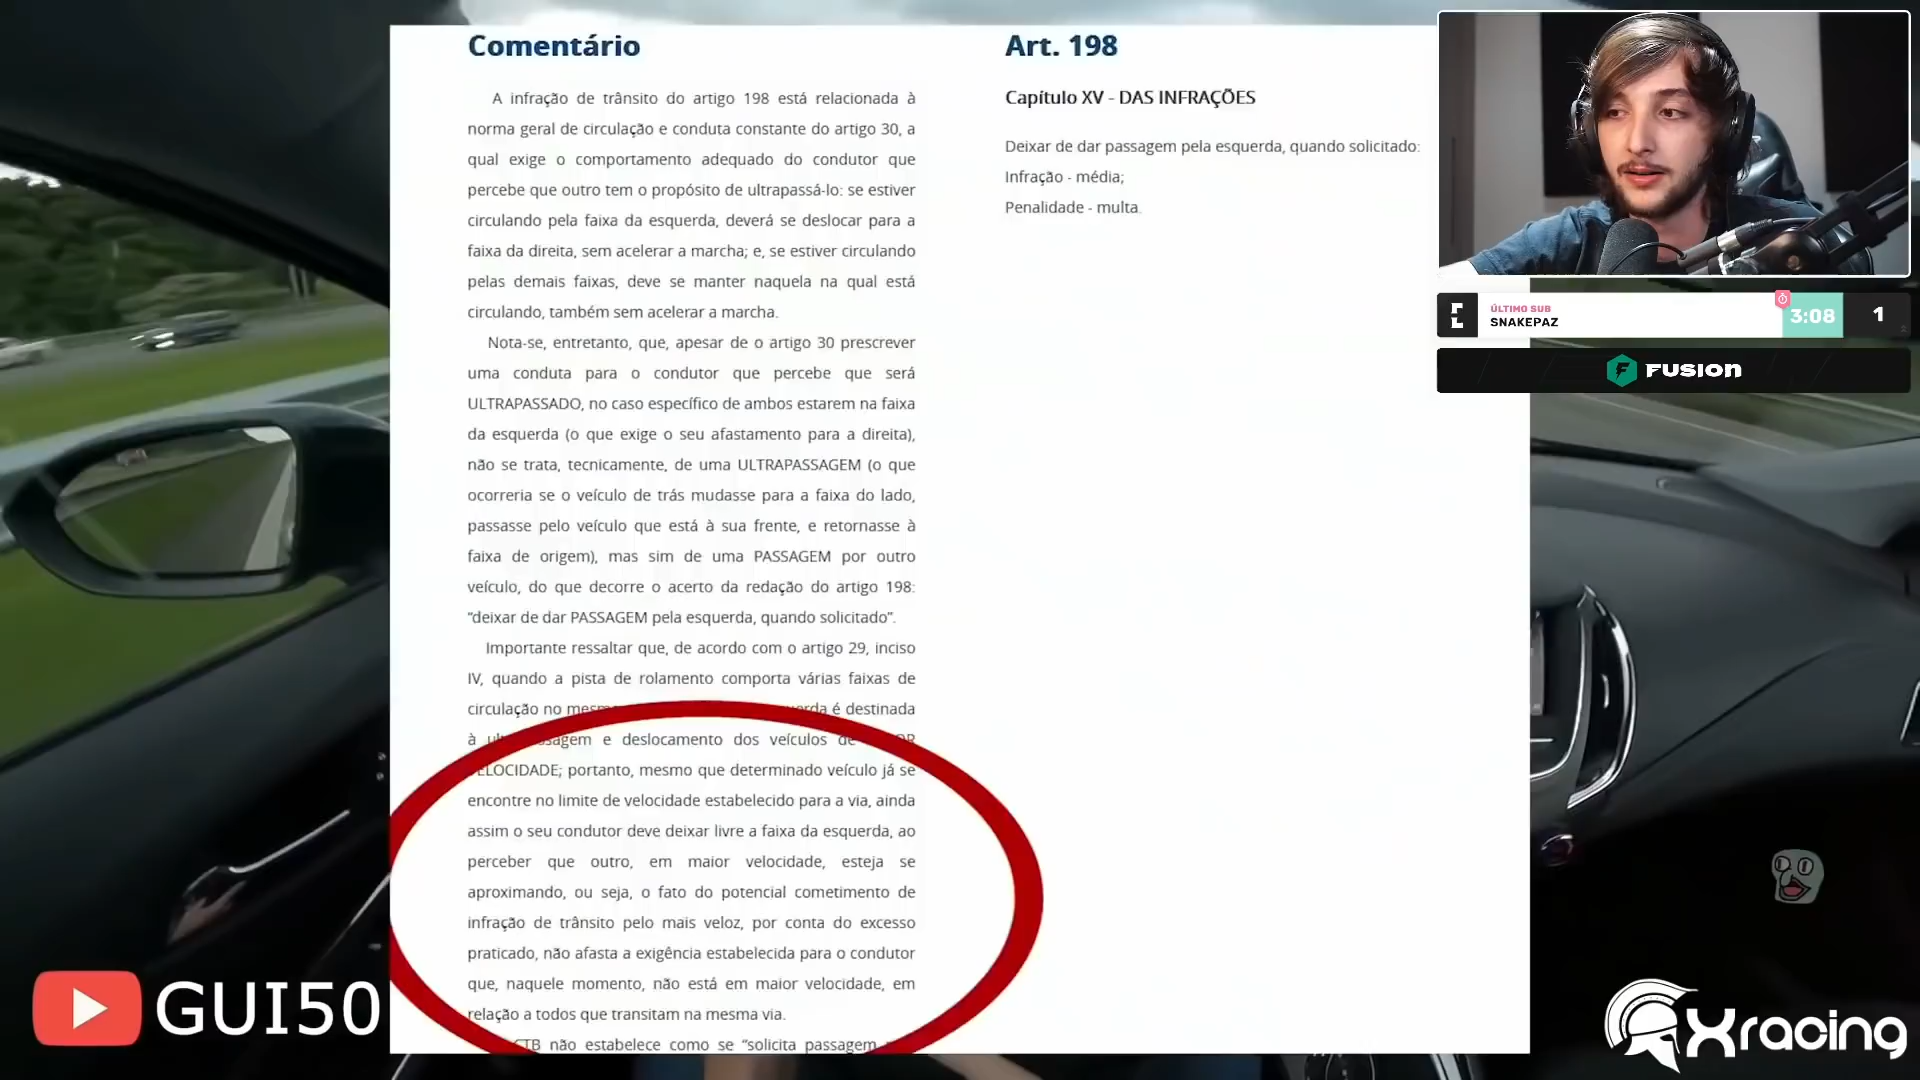 Comentário
A infração de trânsito do artigo 198 está relacionada à
norma geral de circulação e conduta constante do artigo 30, a
qual exige o comportamento adequado do condutor que
percebe que outro tem o propósito de ultrapassá-lo: se estiver
circulando pela faixa da esquerda, deverá se deslocar para a
faixa da direita, sem acelerar a marcha; e, se estiver circulando
pelas demais faixas, deve se manter naquela na qual está
circulando, também sem acelerar a marcha.
Nota-se, entretanto, que, apesar de o artigo 30 prescrever
uma conduta para o condutor que percebe que será
ULTRAPASSADO, no caso específico de ambos estarem na faixa
da esquerda (o que exige o seu afastamento para a direita),
não se trata, tecnicamente, de uma ULTRAPASSAGEM (o que
ocorreria se o veículo de trás mudasse para a faixa do lado,
passasse pelo veículo que está à sua frente, e retornasse à
faixa de origem), mas sim de uma PASSAGEM por outro
veículo, do que decorre o acerto da redação do artigo 198:
“deixar de dar PASSAGEM pela esquerda, quando solicitado”.
Importante ressaltar que, de acordo com o artigo 29, inciso
IV, quando a pista de rolamento comporta várias faixas de
circulação no é destinada
à e deslocamento dos veículos de
VELOCIDADE; portanto, mesmo que determinado veículo já se
encontre no limite de velocidade estabelecido para a via, ainda
assim o seu condutor deve deixar livre a faixa da esquerda, ao
perceber que outro, em maior velocidade, esteja se
aproximando, ou seja, o fato do potencial cometimento de
infração de trânsito pelo mais veloz, por conta do excesso
praticado, não afasta a exigência estabelecida para o condutor
que, naquele momento, não está em maior velocidade, em
relação a todos que transitam na mesma via.
CTB não estabelece como se “solicita passagem
Art. 198
Capítulo XV - DAS INFRAÇÕES
Deixar de dar passagem pela esquerda, quando solicitado:
Infração - média;
Penalidade - multa.
ÚLTIMO SUB
SNAKEPAZ
3:08
1
FUSION
GUI50
Xracing